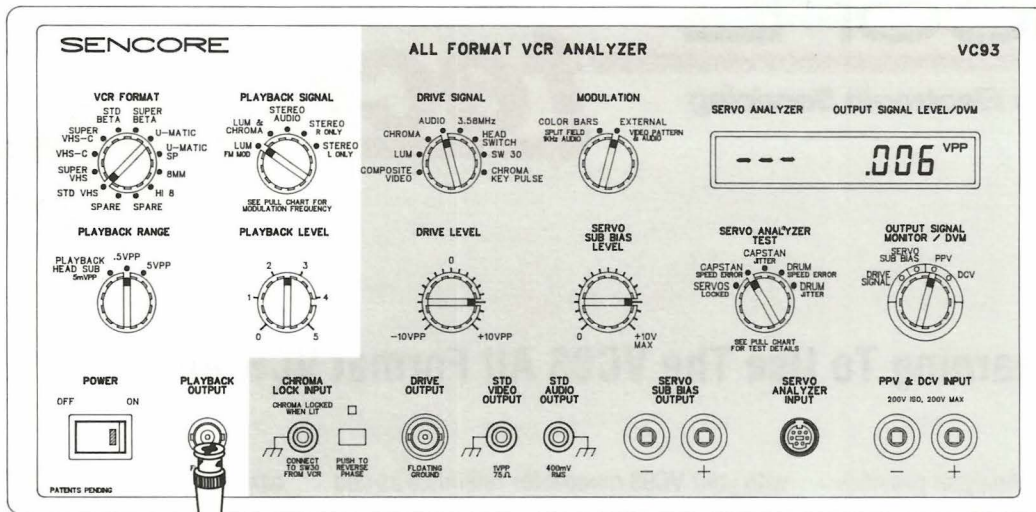 SENCORE
ALL FORMAT VCR ANALYZER
VC93
VCR FORMAT
STD BETA
SUPER BETA
SUPER VHS-C
U-MATIC
VHS-C
U-MATIC SP
SUPER VHS
8MM
STD VHS
HI 8
SPARE
SPARE
PLAYBACK SIGNAL
STEREO AUDIO
LUM & CHROMA
STEREO R ONLY
LUM FM MOD
STEREO L ONLY
SEE PULL CHART FOR
MODULATION FREQUENCY
DRIVE SIGNAL
AUDIO
3.58MHz
CHROMA
HEAD SWITCH
LUM
SW 30
COMPOSITE VIDEO
CHROMA KEY PULSE
MODULATION
COLOR BARS
SPLIT FIELD
1KHz AUDIO
EXTERNAL
VIDEO PATTERN
& AUDIO
SERVO ANALYZER
OUTPUT SIGNAL LEVEL/DVM
--- .006 VPP
PLAYBACK RANGE
PLAYBACK HEAD SUB
5mVPP
.5VPP
5VPP
PLAYBACK LEVEL
2 3
1 4
0 5
DRIVE LEVEL
0
-10VPP +10VPP
SERVO
SUB BIAS
LEVEL
0 +10V
MAX
SERVO ANALYZER
TEST
CAPSTAN
JITTER
CAPSTAN
SPEED ERROR
DRUM
SPEED ERROR
SERVOS
LOCKED
DRUM
JITTER
SEE PULL CHART
FOR TEST DETAILS
OUTPUT SIGNAL
MONITOR / DVM
SERVO
SUB BIAS
PPV
DRIVE
SIGNAL
DCV
POWER
OFF ON
PATENTS PENDING
PLAYBACK
OUTPUT
CHROMA
LOCK INPUT
CHROMA LOCKED
WHEN LIT
CONNECT
TO SW30
FROM VCR
PUSH TO
REVERSE
PHASE
DRIVE
OUTPUT
FLOATING
GROUND
STD
VIDEO
OUTPUT
1VPP
75Ω
STD
AUDIO
OUTPUT
400mV
RMS
SERVO
SUB BIAS
OUTPUT
− +
SERVO
ANALYZER
INPUT
PPV & DCV INPUT
200V ISO, 200V MAX
− +